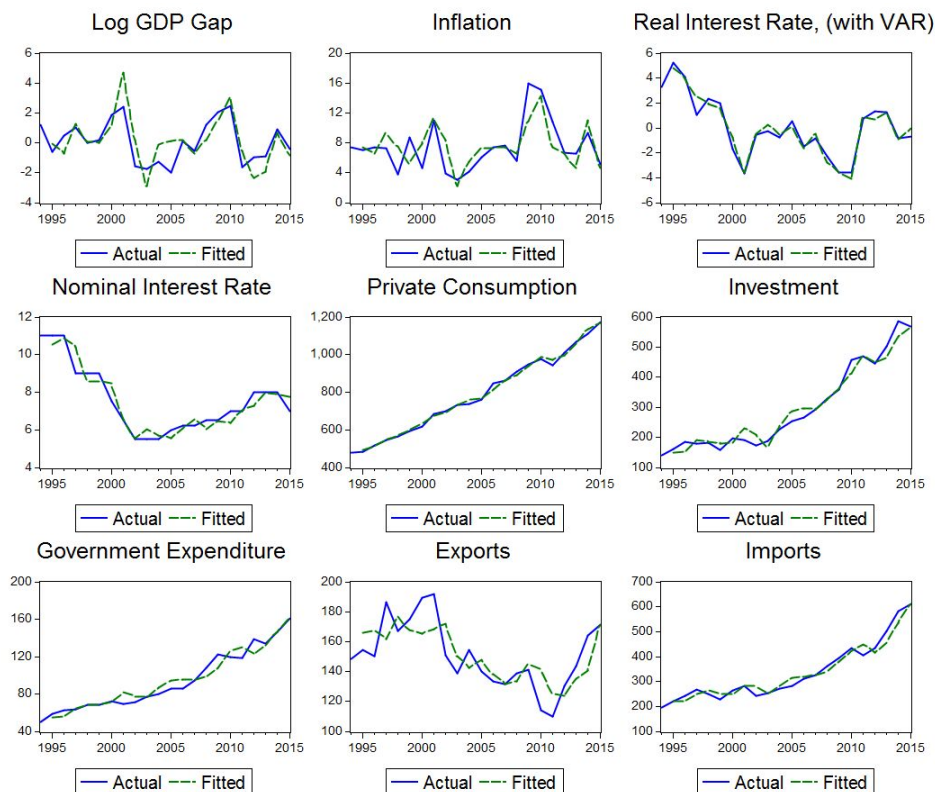 Log GDP Gap
6
4
2
0
-2
-4
1995 2000 2005 2010 2015
Actual Fitted
Inflation
20
16
12
8
4
0
1995 2000 2005 2010 2015
Actual Fitted
Real Interest Rate, (with VAR)
6
4
2
0
-2
-4
-6
1995 2000 2005 2010 2015
Actual Fitted
Nominal Interest Rate
12
10
8
6
4
1995 2000 2005 2010 2015
Actual Fitted
Private Consumption
1,200
1,000
800
600
400
1995 2000 2005 2010 2015
Actual Fitted
Investment
600
500
400
300
200
100
1995 2000 2005 2010 2015
Actual Fitted
Government Expenditure
200
160
120
80
40
1995 2000 2005 2010 2015
Actual Fitted
Exports
200
180
160
140
120
100
1995 2000 2005 2010 2015
Actual Fitted
Imports
700
600
500
400
300
200
100
1995 2000 2005 2010 2015
Actual Fitted